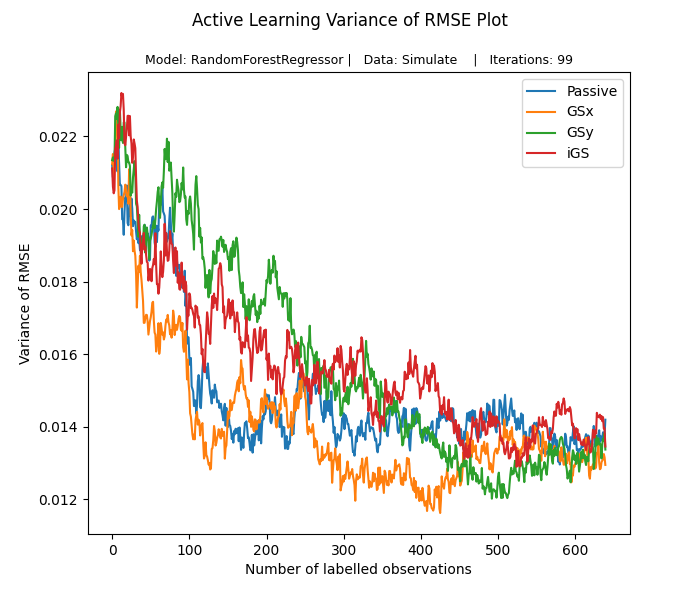 Active Learning Variance of RMSE Plot
Model: RandomForestRegressor | Data: Simulate | Iterations: 99
Passive
GSx
GSy
iGS
0.022
0.020
0.018
0.016
0.014
0.012
Variance of RMSE
0 100 200 300 400 500 600
Number of labelled observations